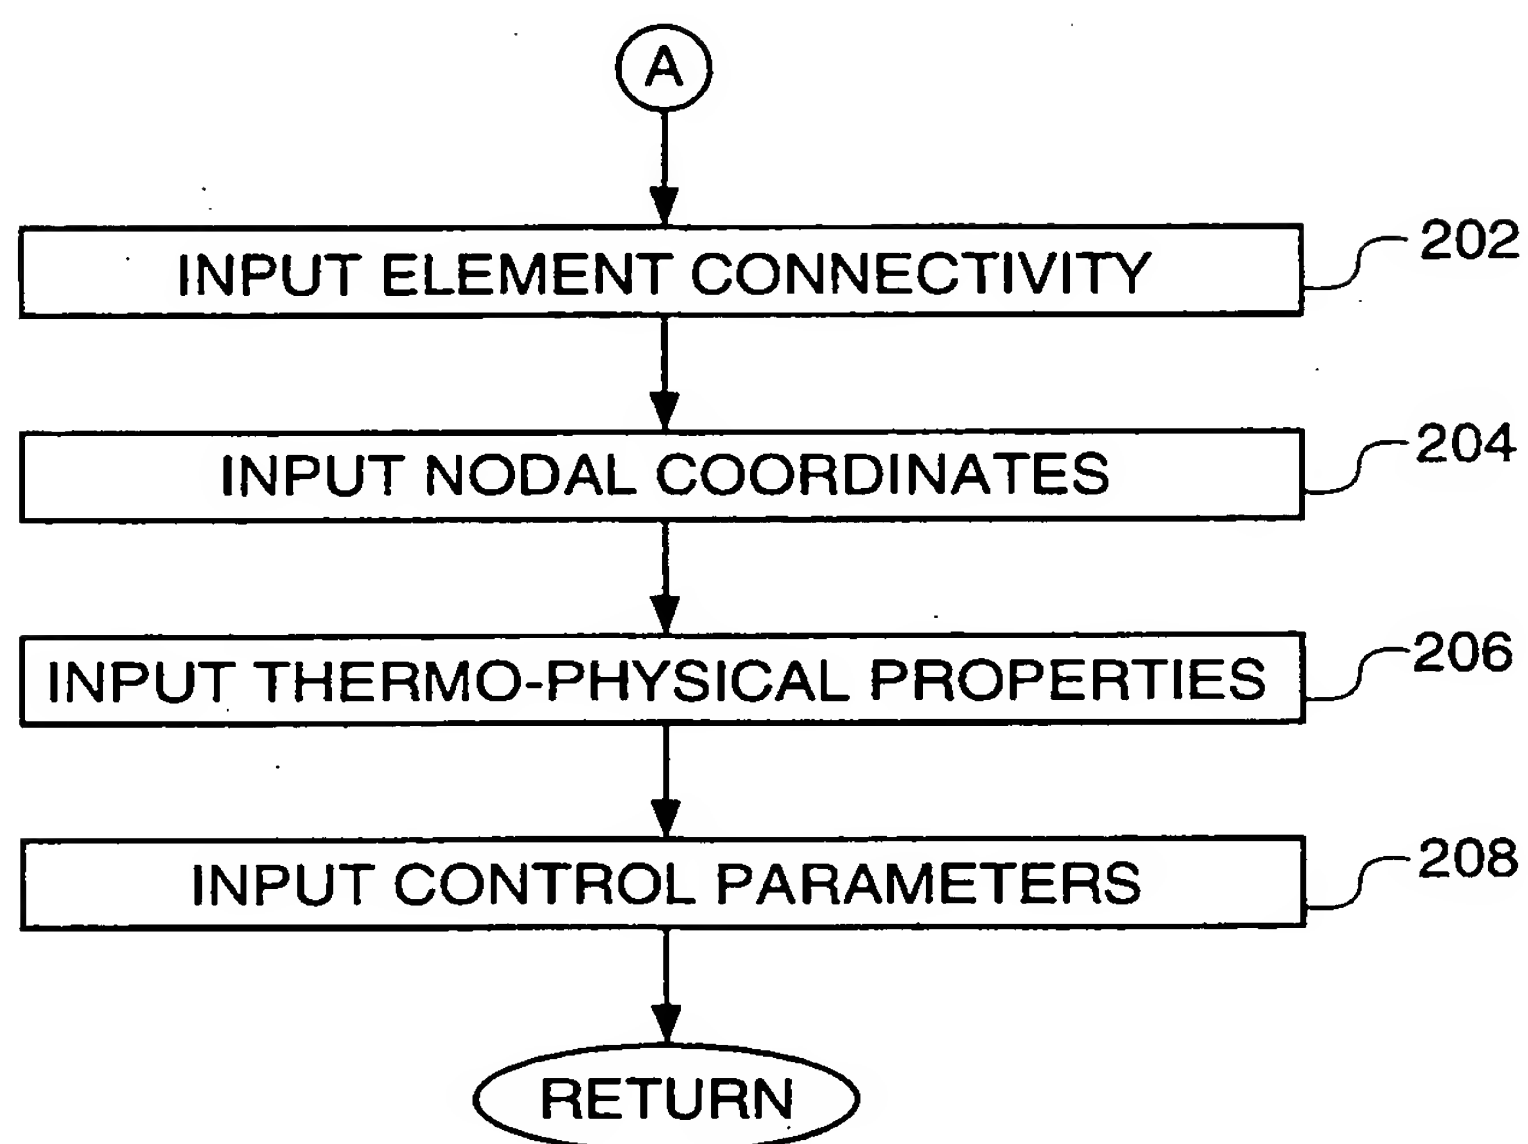 A
INPUT ELEMENT CONNECTIVITY
202
INPUT NODAL COORDINATES
204
INPUT THERMO-PHYSICAL PROPERTIES
206
INPUT CONTROL PARAMETERS
208
RETURN